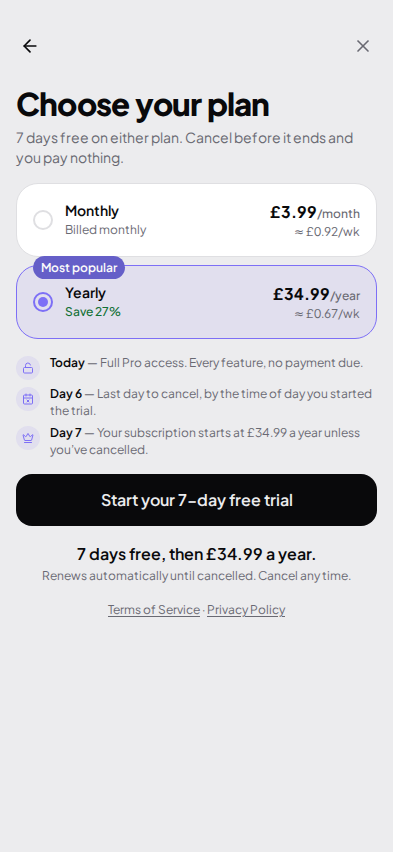 Choose your plan
7 days free on either plan. Cancel before it ends and
you pay nothing.
Monthly
Billed monthly
£3.99/month
≈ £0.92/wk
Most popular
Yearly
Save 27%
£34.99/year
≈ £0.67/wk
Today — Full Pro access. Every feature, no payment due.
Day 6 — Last day to cancel, by the time of day you started
the trial.
Day 7 — Your subscription starts at £34.99 a year unless
you've cancelled.
Start your 7-day free trial
7 days free, then £34.99 a year.
Renews automatically until cancelled. Cancel any time.
Terms of Service · Privacy Policy